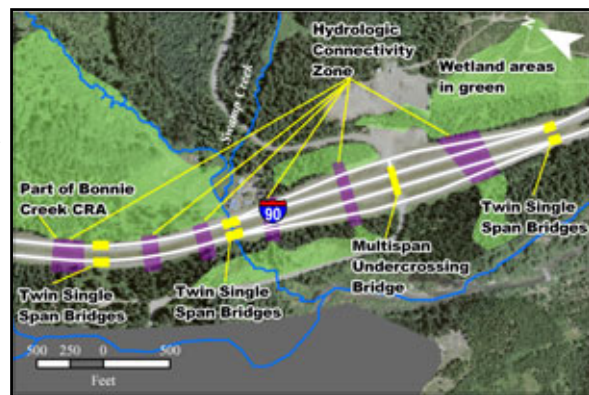 Hydrologic
Connectivity
Zone
N
Wetland areas
in green
Swamp Creek
Part of Bonnie
Creek CRA
90
Twin Single
Span Bridges
Twin Single
Span Bridges
Multispan
Undercrossing
Bridge
Twin Single
Span Bridges
500 250 0 500
Feet